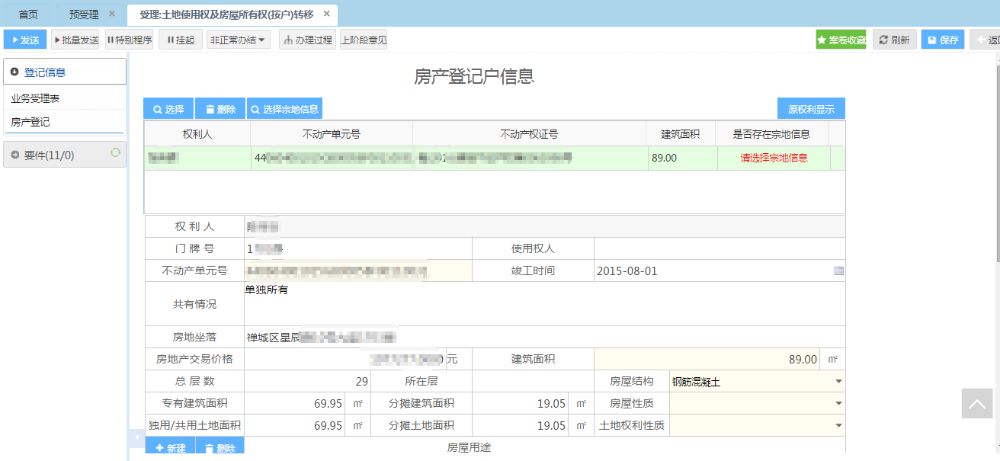 首页 预受理 受理:土地使用权及房屋所有权(按户)转移
发送 批量发送 特别程序 挂起 非正常办结 办理过程 上阶段意见 案卷收藏 刷新 保存
登记信息
业务受理表
房产登记
要件(11/0)
房产登记户信息
选择 删除 选择宗地信息 原权利显示
权利人 不动产单元号 不动产权证号 建筑面积 是否存在宗地信息
44 89.00 请选择宗地信息
权 利 人
门 牌 号 1 使用权人
不动产单元号 竣工时间 2015-08-01
共有情况 单独所有
房地坐落 禅城区星辰
房地产交易价格 元 建筑面积 89.00 ㎡
总 层 数 29 所在层 房屋结构 钢筋混凝土
专有建筑面积 69.95 ㎡ 分摊建筑面积 19.05 ㎡ 房屋性质
独用/共用土地面积 69.95 ㎡ 分摊土地面积 19.05 ㎡ 土地权利性质
新建 删除 房屋用途